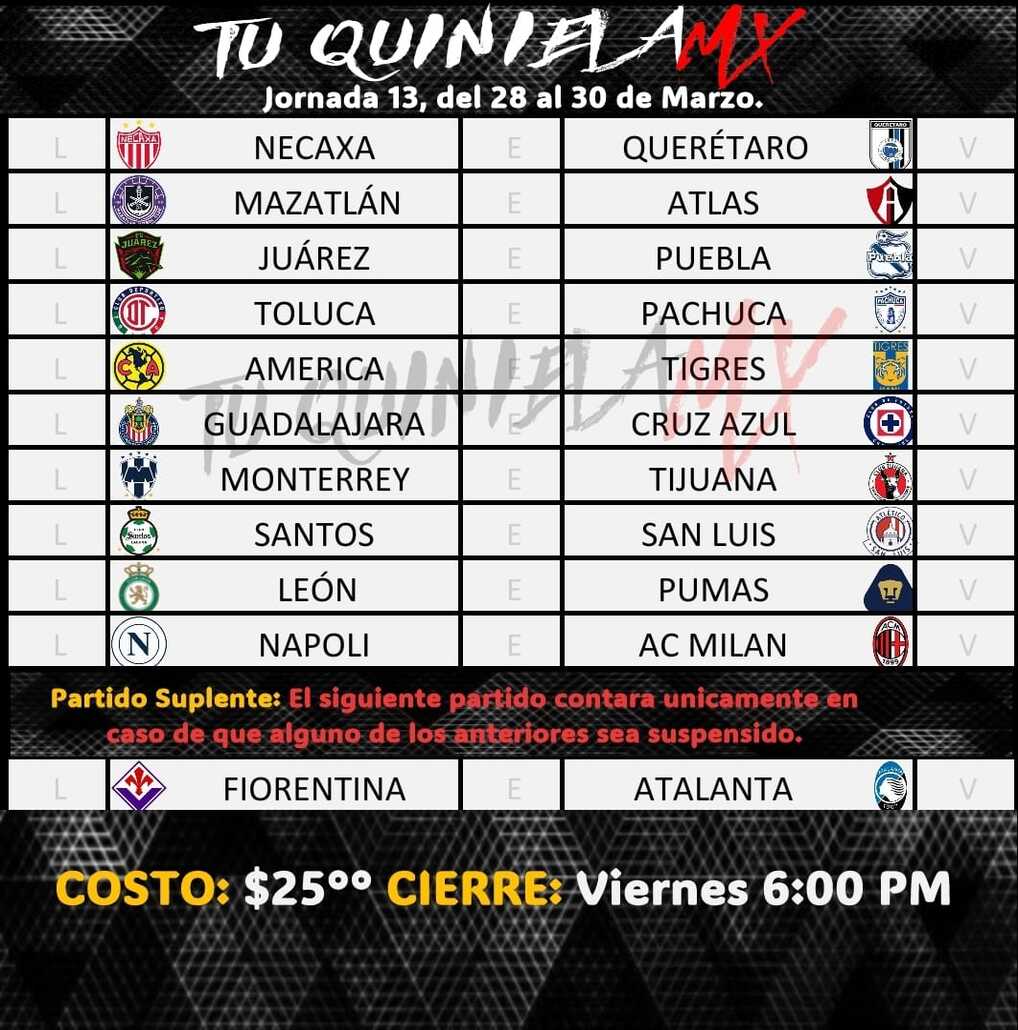 TU QUINIELAMX
Jornada 13, del 28 al 30 de Marzo.
L NECAXA E QUERÉTARO V
L MAZATLÁN E ATLAS V
L JUÁREZ E PUEBLA V
L TOLUCA E PACHUCA V
L AMERICA E TIGRES V
L GUADALAJARA E CRUZ AZUL V
L MONTERREY E TIJUANA V
L SANTOS E SAN LUIS V
L LEÓN E PUMAS V
L NAPOLI E AC MILAN V
TU QUINIELAMX
Partido Suplente: El siguiente partido contara unicamente en
caso de que alguno de los anteriores sea suspendido.
L FIORENTINA E ATALANTA V
COSTO: $25°° CIERRE: Viernes 6:00 PM